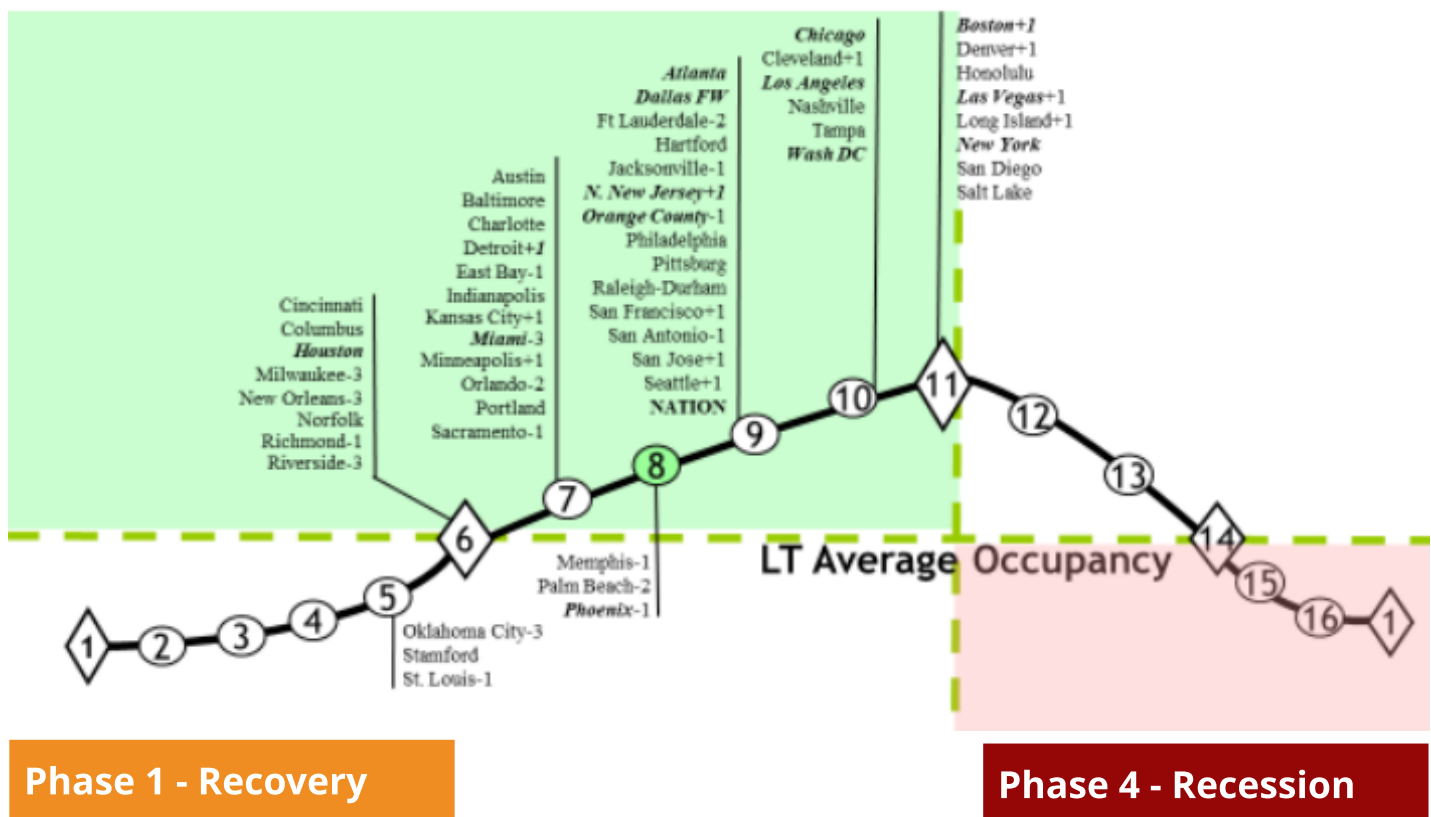 Chicago
Cleveland+1
Los Angeles
Nashville
Tampa
Wash DC
Boston+1
Denver+1
Honolulu
Las Vegas+1
Long Island+1
New York
San Diego
Salt Lake
Atlanta
Dallas FW
Ft Lauderdale-2
Hartford
Jacksonville-1
N. New Jersey+1
Orange County-1
Philadelphia
Pittsburg
Raleigh-Durham
San Francisco+1
San Antonio-1
San Jose+1
Seattle+1
NATION
Austin
Baltimore
Charlotte
Detroit+1
East Bay-1
Indianapolis
Kansas City+1
Miami-3
Minneapolis+1
Orlando-2
Portland
Sacramento-1
Cincinnati
Columbus
Houston
Milwaukee-3
New Orleans-3
Norfolk
Richmond-1
Riverside-3
1
2
3
4
5
6
7
8
9
10
11
12
13
14
15
16
1
LT Average Occupancy
Memphis-1
Palm Beach-2
Phoenix-1
Oklahoma City-3
Stamford
St. Louis-1
Phase 1 - Recovery
Phase 4 - Recession